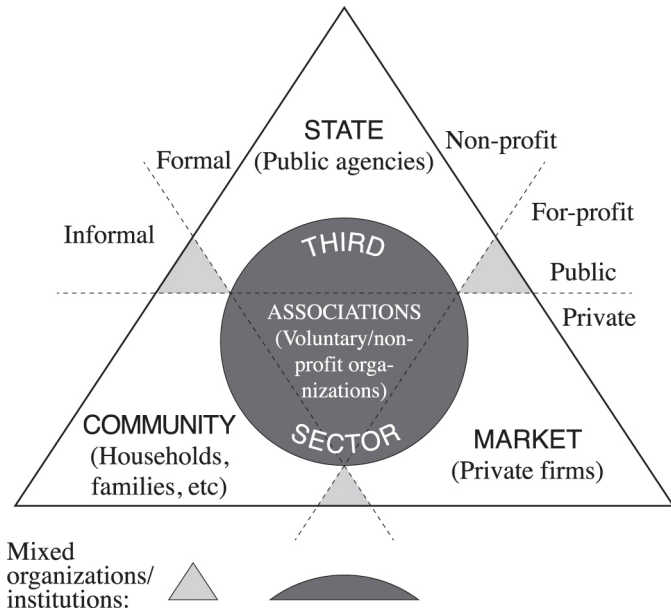 STATE
(Public agencies)
Formal
Non-profit
Informal
For-profit
THIRD
Public
Private
ASSOCIATIONS
(Voluntary/non-
profit orga-
nizations)
SECTOR
COMMUNITY
(Households,
families, etc)
MARKET
(Private firms)
Mixed
organizations/
institutions: